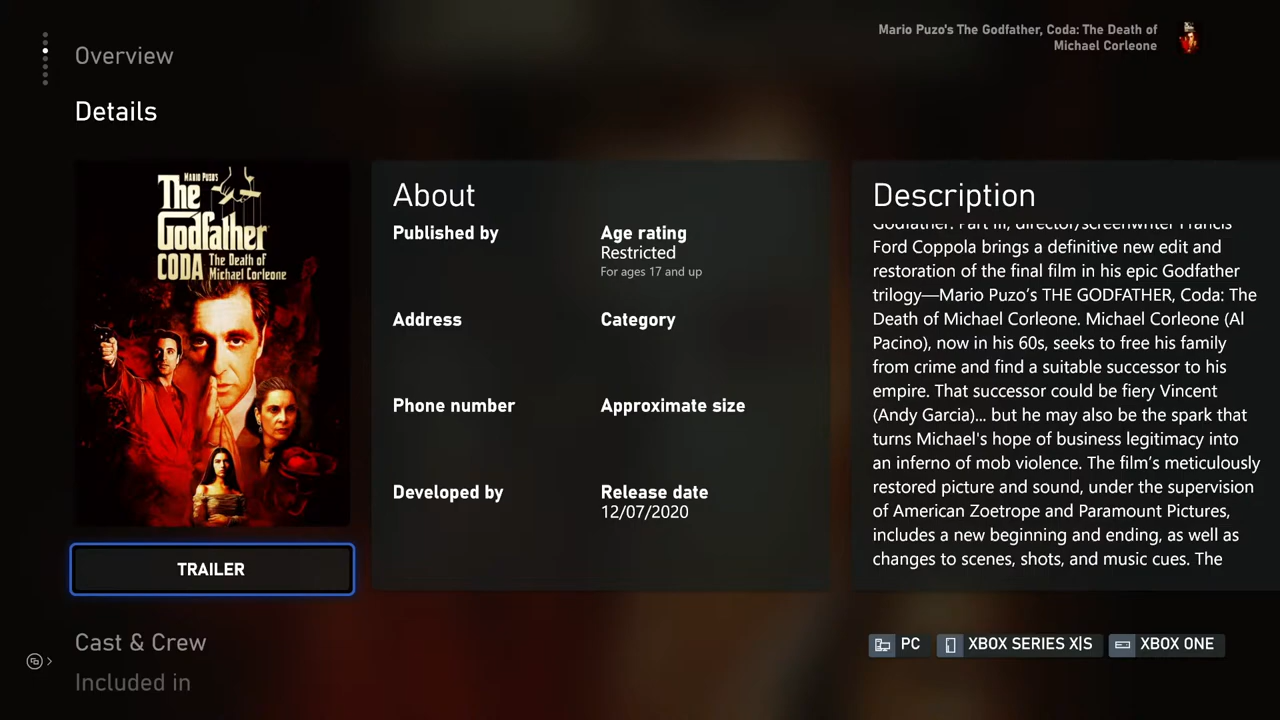 Overview
Mario Puzo's The Godfather, Coda: The Death of
Michael Corleone
Details
MARIO PUZO'S
The
Godfather
CODA The Death of
Michael Corleone
TRAILER
About
Published by
Age rating
Restricted
For ages 17 and up
Address
Category
Phone number
Approximate size
Developed by
Release date
12/07/2020
Description
Godfather: Part III, director/screenwriter Francis
Ford Coppola brings a definitive new edit and
restoration of the final film in his epic Godfather
trilogy—Mario Puzo’s THE GODFATHER, Coda: The
Death of Michael Corleone. Michael Corleone (Al
Pacino), now in his 60s, seeks to free his family
from crime and find a suitable successor to his
empire. That successor could be fiery Vincent
(Andy Garcia)... but he may also be the spark that
turns Michael's hope of business legitimacy into
an inferno of mob violence. The film’s meticulously
restored picture and sound, under the supervision
of American Zoetrope and Paramount Pictures,
includes a new beginning and ending, as well as
changes to scenes, shots, and music cues. The
Cast & Crew
Included in
PC
XBOX SERIES X|S
XBOX ONE